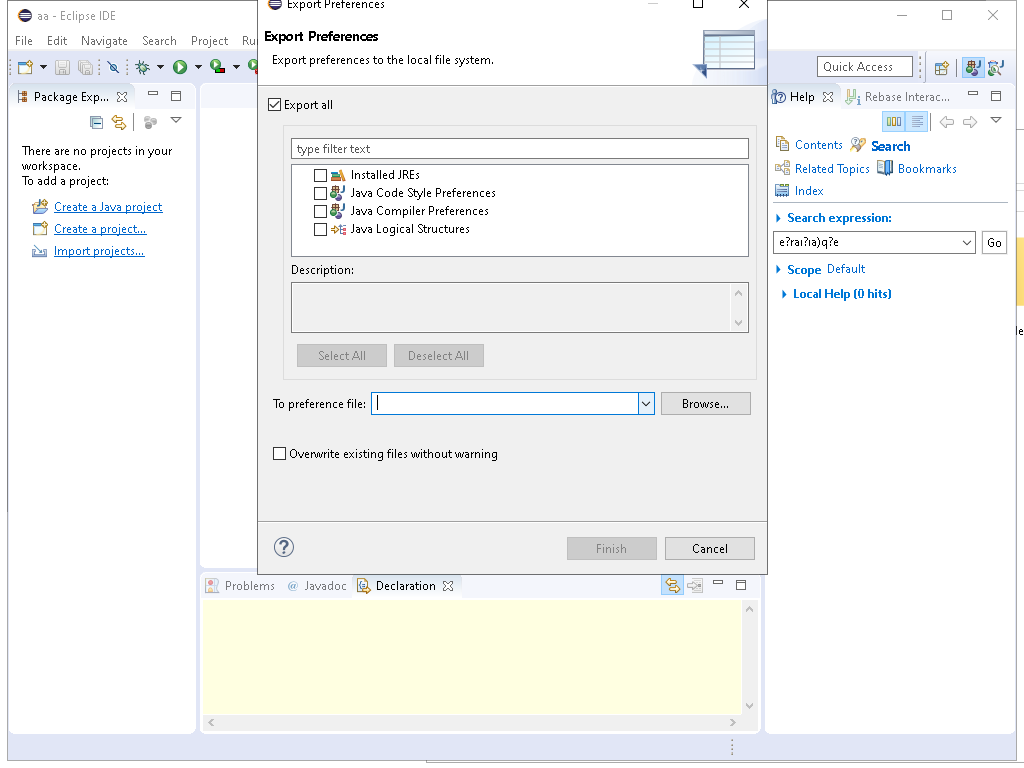 aa - Eclipse IDE
File Edit Navigate Search Project
Export Preferences
Export Preferences
Export preferences to the local file system.
Quick Access
Package Exp...
There are no projects in your
workspace.
To add a project:
Create a Java project
Create a project...
Import projects...
Export all
type filter text
Installed JREs
Java Code Style Preferences
Java Compiler Preferences
Java Logical Structures
Description:
Select All Deselect All
To preference file: Browse...
Overwrite existing files without warning
Finish Cancel
Help Rebase Interac...
Contents Search
Related Topics Bookmarks
Index
Search expression:
e?rai?ia)q?e Go
Scope Default
Local Help (0 hits)
Problems @ Javadoc Declaration